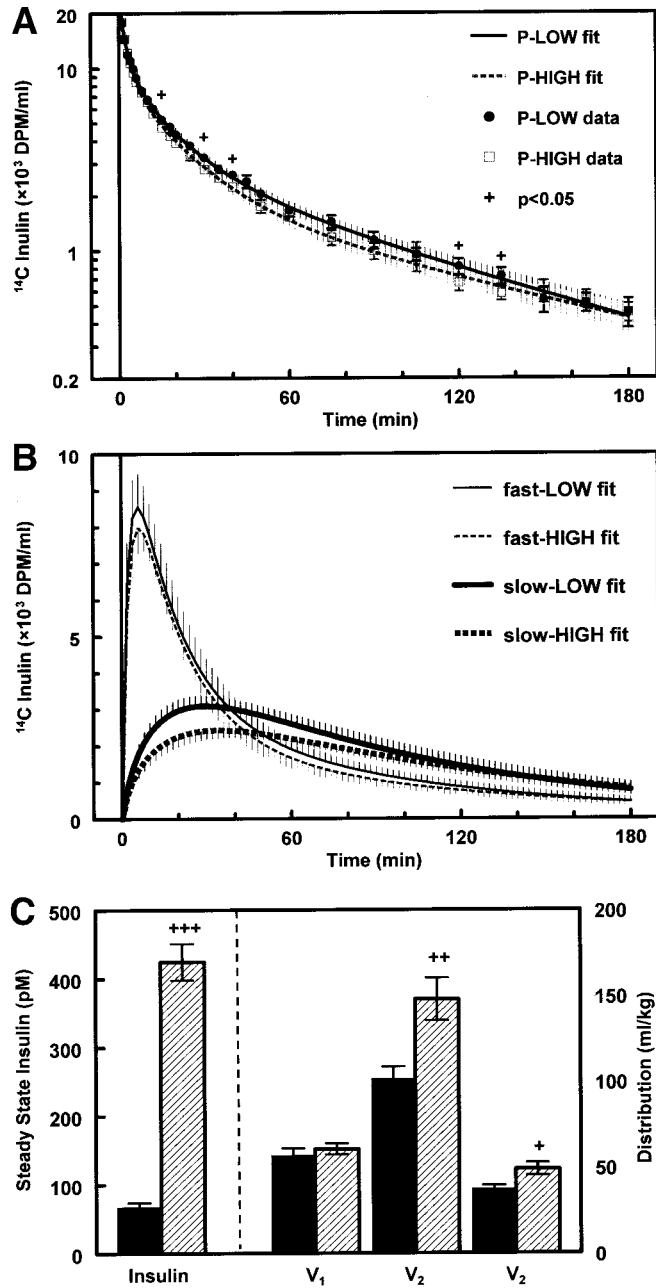 A
20
10
1
0.2
¹⁴C Inulin (×10³ DPM/ml)
P-LOW fit
P-HIGH fit
P-LOW data
P-HIGH data
+ p<0.05
+
+
+
+
+
0
60
120
180
Time (min)
B
10
5
0
¹⁴C Inulin (×10³ DPM/ml)
fast-LOW fit
fast-HIGH fit
slow-LOW fit
slow-HIGH fit
0
60
120
180
Time (min)
C
500
400
300
200
100
0
Steady State Insulin (pM)
+++
++
+
200
150
100
50
0
Distribution (ml/kg)
Insulin
V₁
V₂
V₂